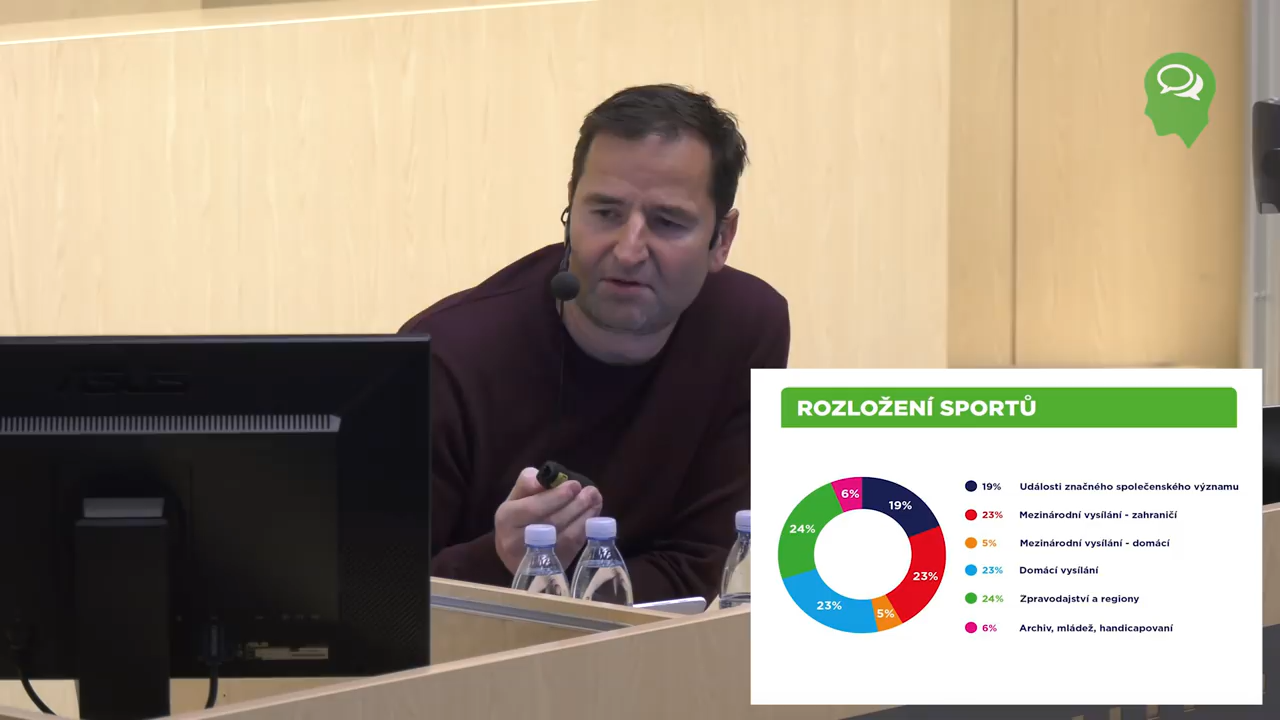 ROZLOŽENÍ SPORTŮ
6%
19%
24%
23%
23%
5%
19% Události značného společenského významu
23% Mezinárodní vysílání - zahraničí
5% Mezinárodní vysílání - domácí
23% Domácí vysílání
24% Zpravodajství a regiony
6% Archiv, mládež, handicapovaní